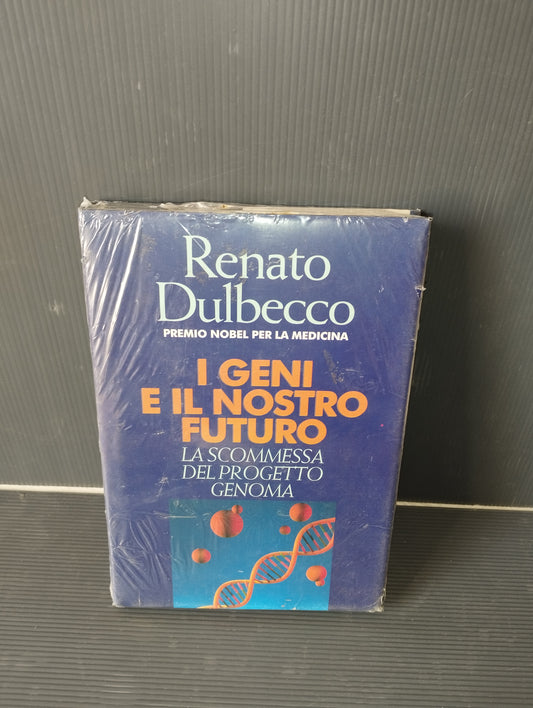 Renato
Dulbecco
PREMIO NOBEL PER LA MEDICINA
I GENI
E IL NOSTRO
FUTURO
LA SCOMMESSA
DEL PROGETTO
GENOMA